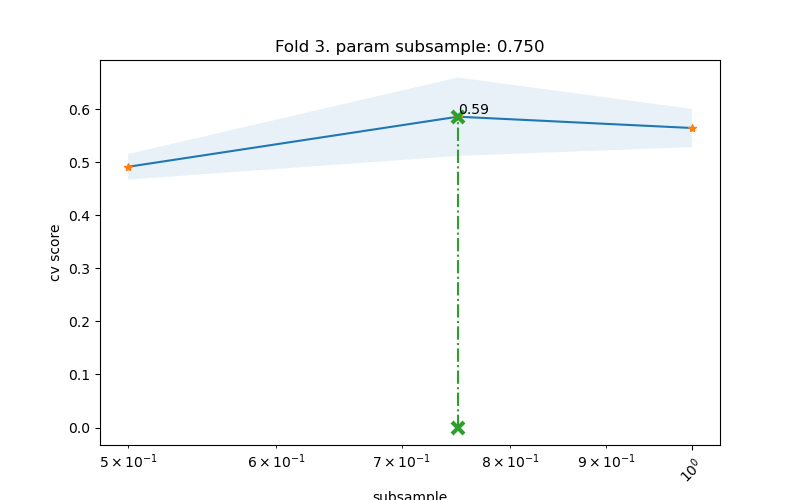 Fold 3. param subsample: 0.750
cv score
0.6
0.5
0.4
0.3
0.2
0.1
0.0
0.59
5 × 10⁻¹
6 × 10⁻¹
7 × 10⁻¹
8 × 10⁻¹
9 × 10⁻¹
10⁰
subsample